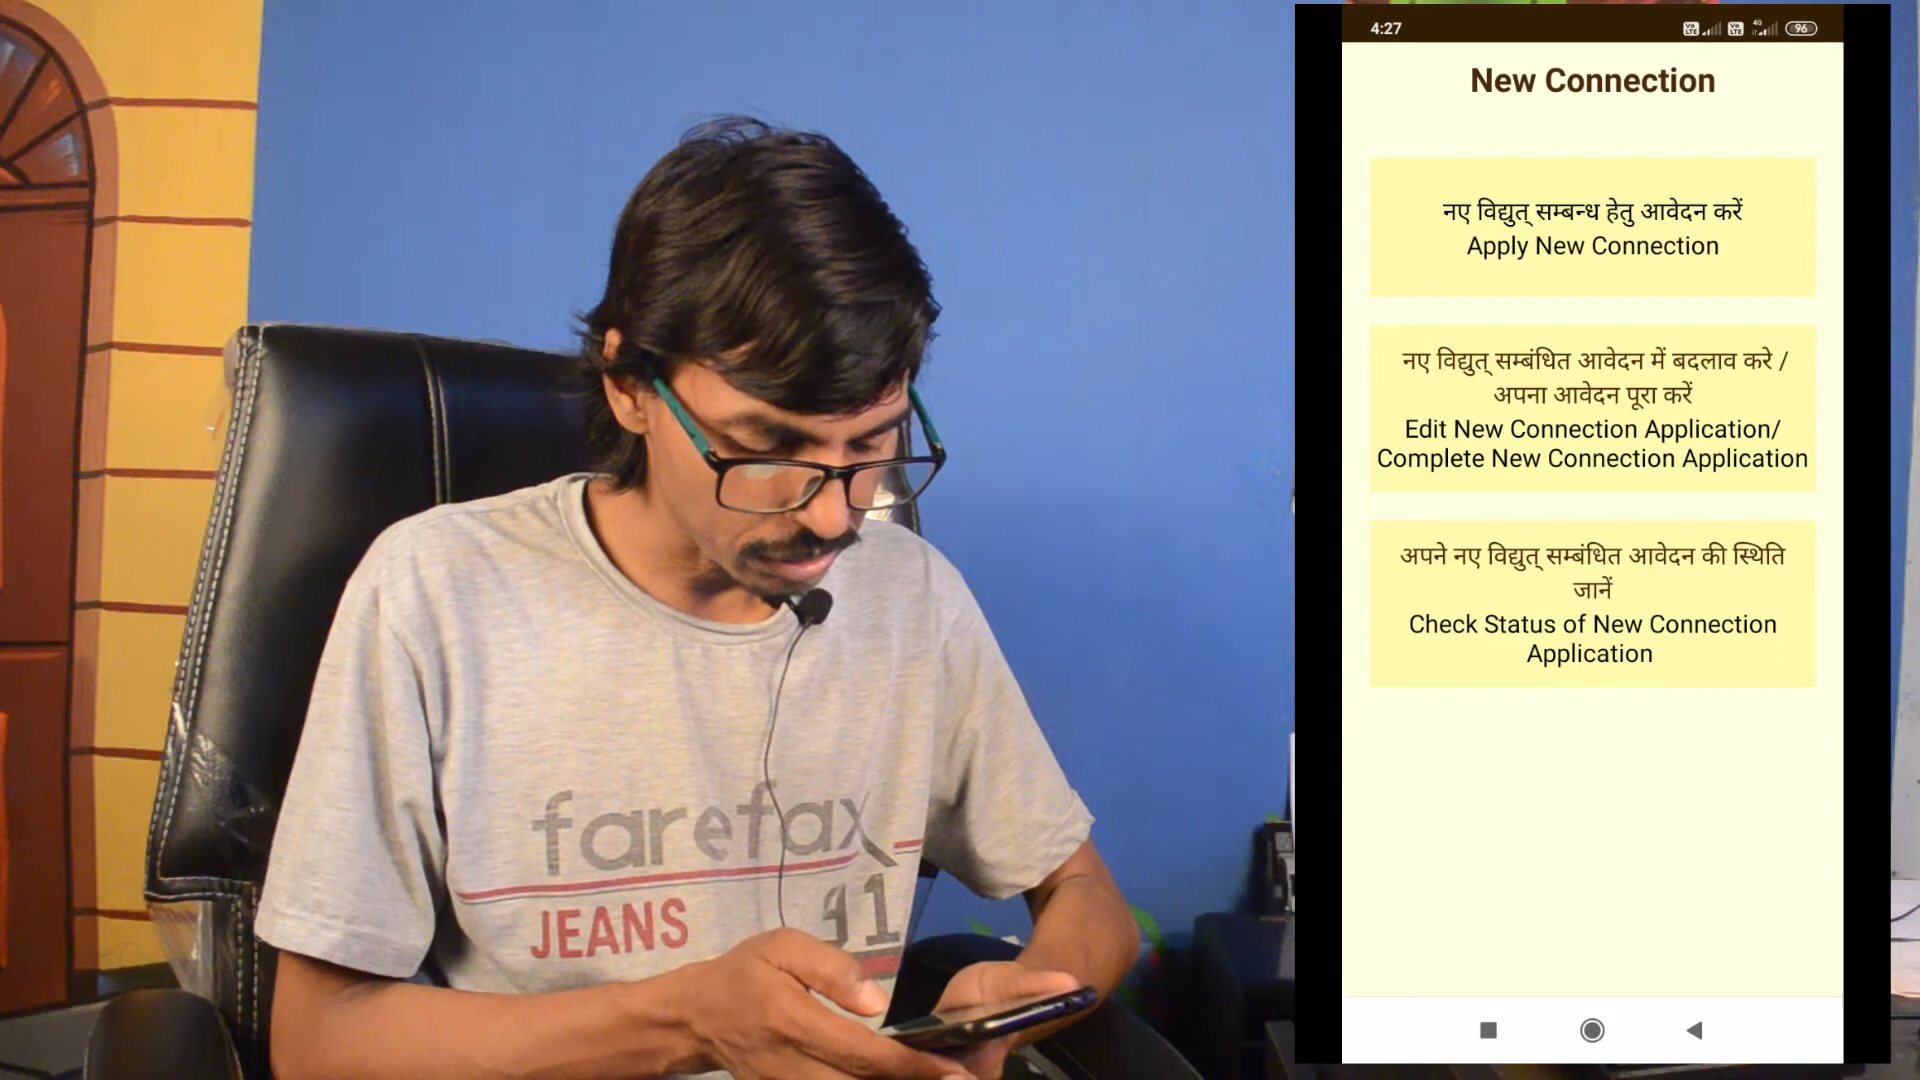 farefax
JEANS
91
4:27
4G
96
New Connection
नए विद्युत् सम्बन्ध हेतु आवेदन करें
Apply New Connection
नए विद्युत् सम्बंधित आवेदन में बदलाव करे /
अपना आवेदन पूरा करें
Edit New Connection Application/
Complete New Connection Application
अपने नए विद्युत् सम्बंधित आवेदन की स्थिति
जानें
Check Status of New Connection
Application